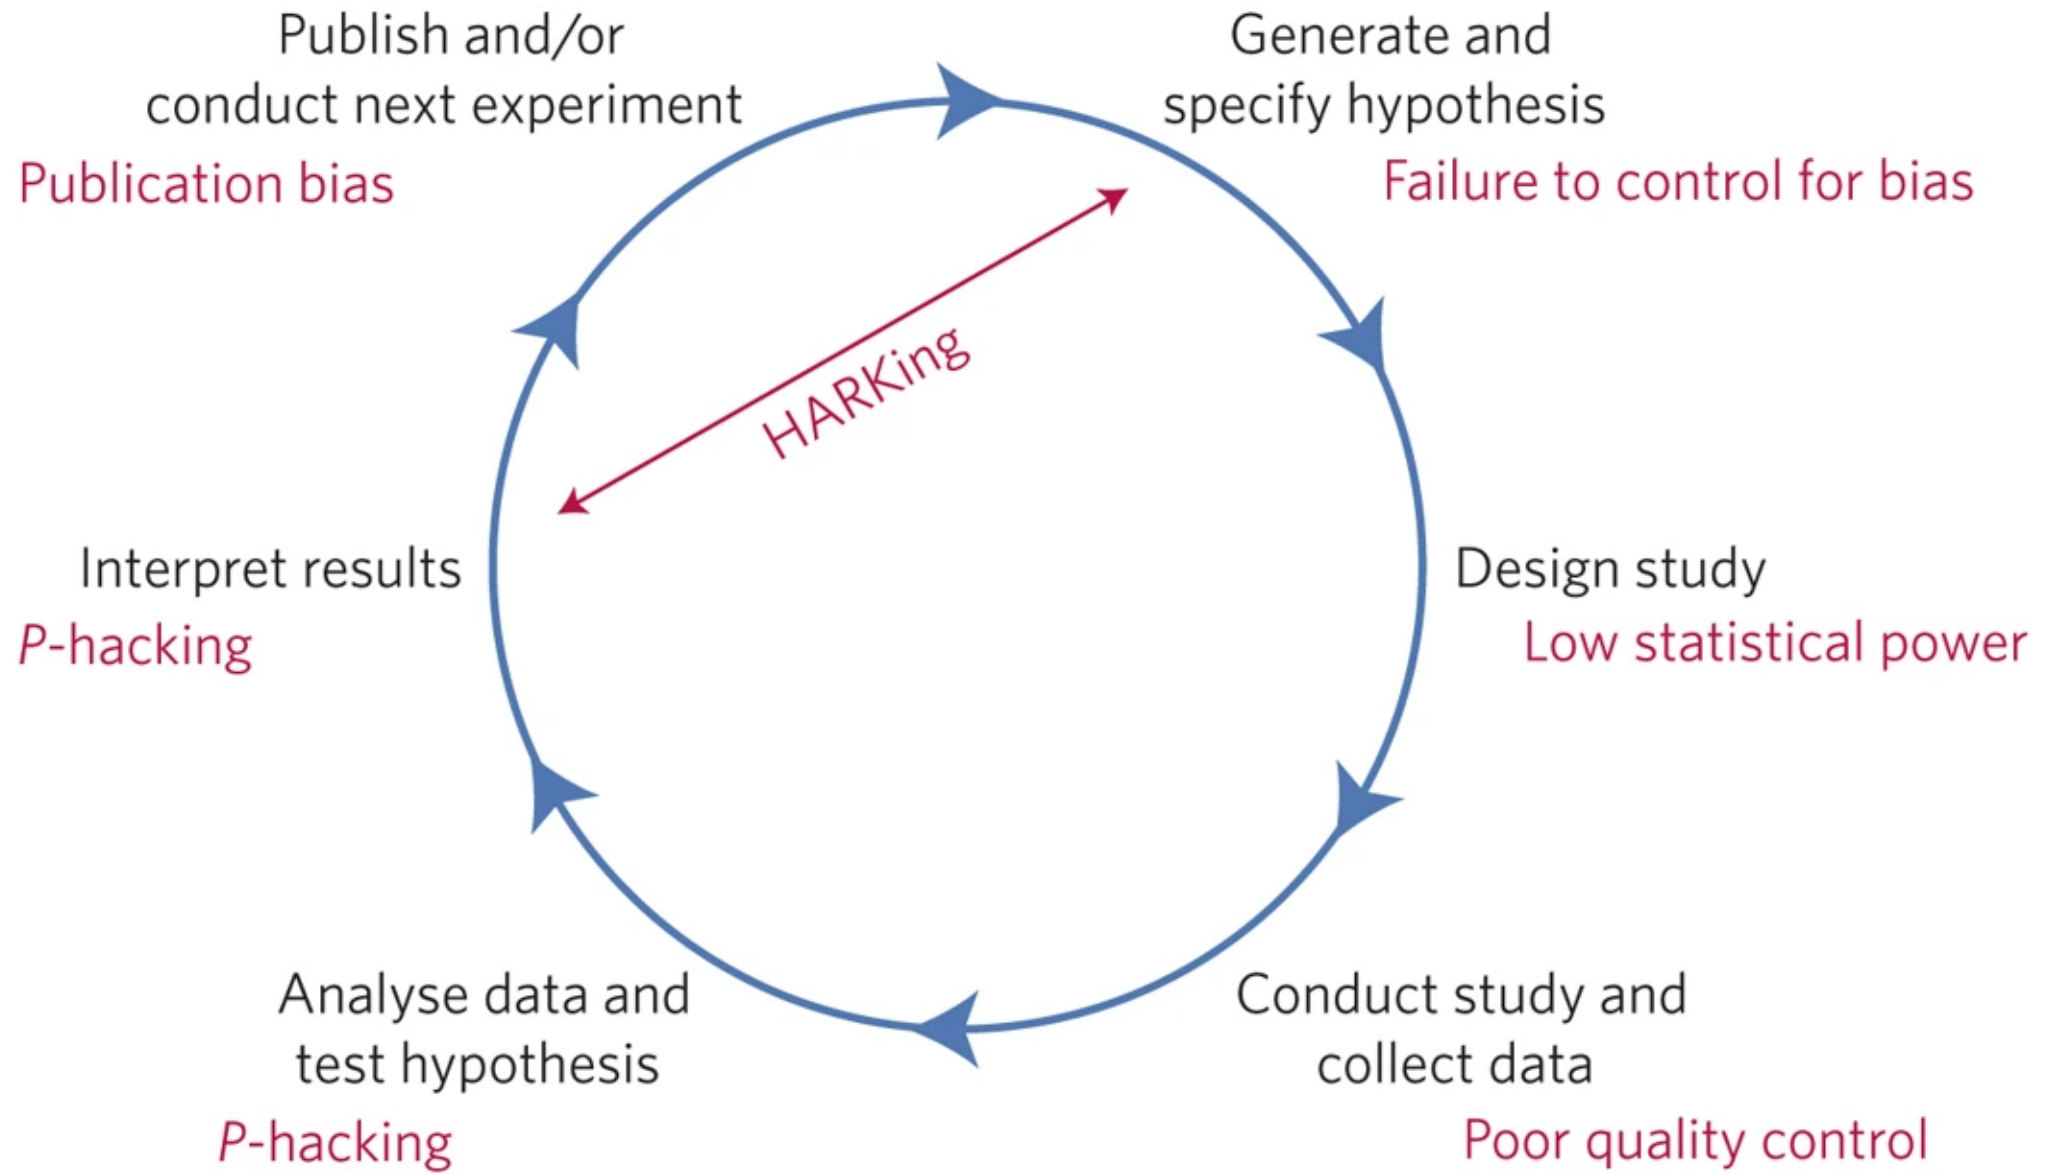 Publish and/or
conduct next experiment
Publication bias
Generate and
specify hypothesis
Failure to control for bias
HARKing
Interpret results
P-hacking
Design study
Low statistical power
Analyse data and
test hypothesis
P-hacking
Conduct study and
collect data
Poor quality control